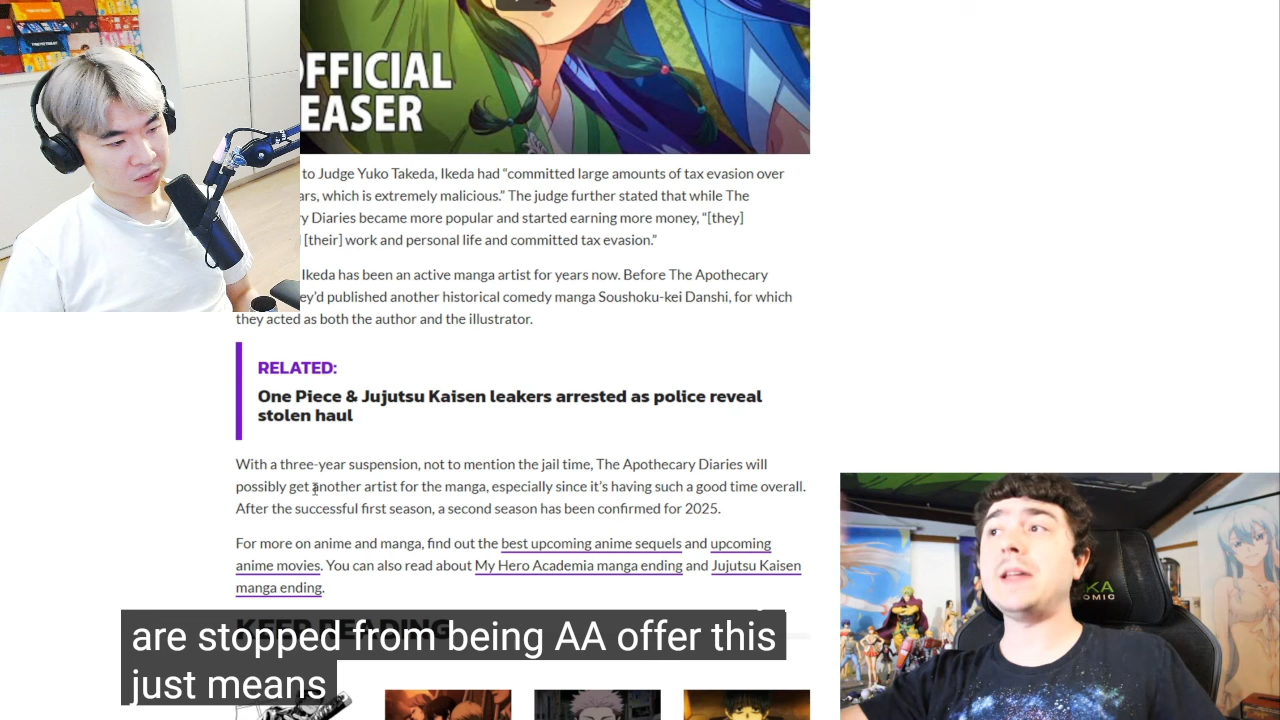 OFFICIAL
TEASER
to Judge Yuko Takeda, Ikeda had “committed large amounts of tax evasion over
ars, which is extremely malicious.” The judge further stated that while The
y Diaries became more popular and started earning more money, “[they]
[their] work and personal life and committed tax evasion.”
Ikeda has been an active manga artist for years now. Before The Apothecary
ey’d published another historical comedy manga Soushoku-kei Danshi, for which
they acted as both the author and the illustrator.
RELATED:
One Piece & Jujutsu Kaisen leakers arrested as police reveal
stolen haul
With a three-year suspension, not to mention the jail time, The Apothecary Diaries will
possibly get another artist for the manga, especially since it’s having such a good time overall.
After the successful first season, a second season has been confirmed for 2025.
For more on anime and manga, find out the best upcoming anime sequels and upcoming
anime movies. You can also read about My Hero Academia manga ending and Jujutsu Kaisen
manga ending.
KEEP READING
are stopped from being AA offer this
just means